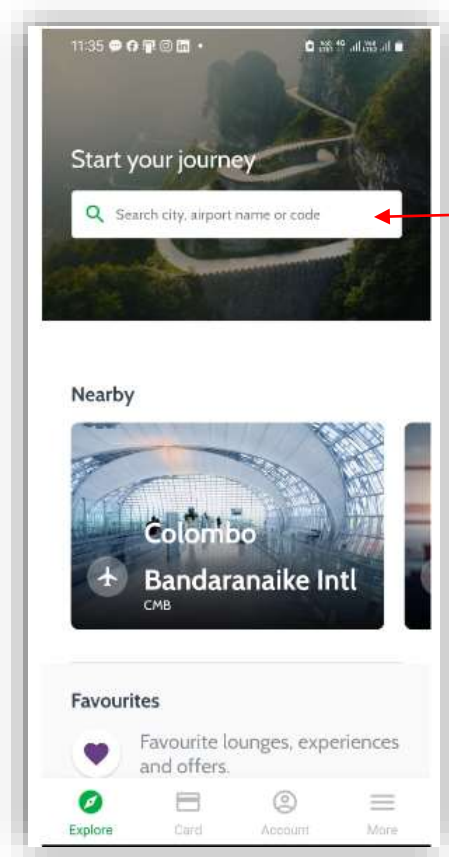 11:35
Start your journey
Search city, airport name or code
Nearby
Colombo
Bandaranaike Intl
CMB
Favourites
Favourite lounges, experiences
and offers.
Explore Card Account More